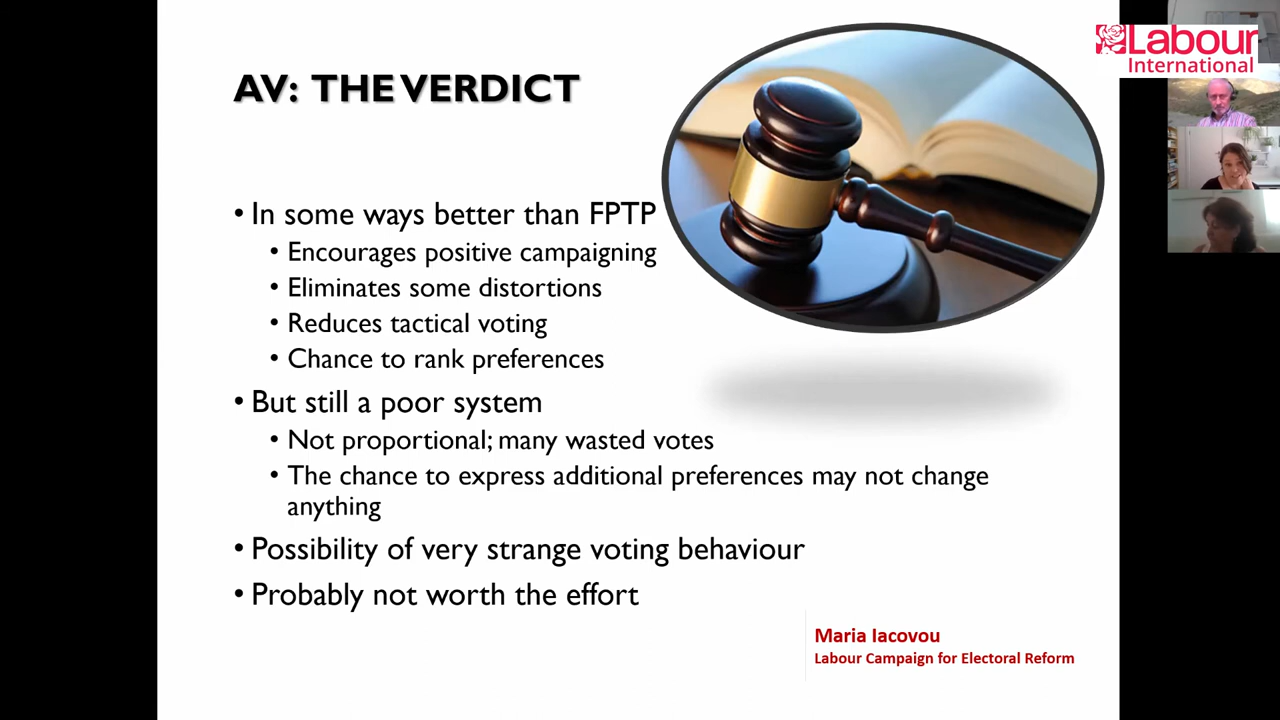 Labour
International
AV: THE VERDICT
• In some ways better than FPTP
• Encourages positive campaigning
• Eliminates some distortions
• Reduces tactical voting
• Chance to rank preferences
• But still a poor system
• Not proportional; many wasted votes
• The chance to express additional preferences may not change
anything
• Possibility of very strange voting behaviour
• Probably not worth the effort
Maria Iacovou
Labour Campaign for Electoral Reform